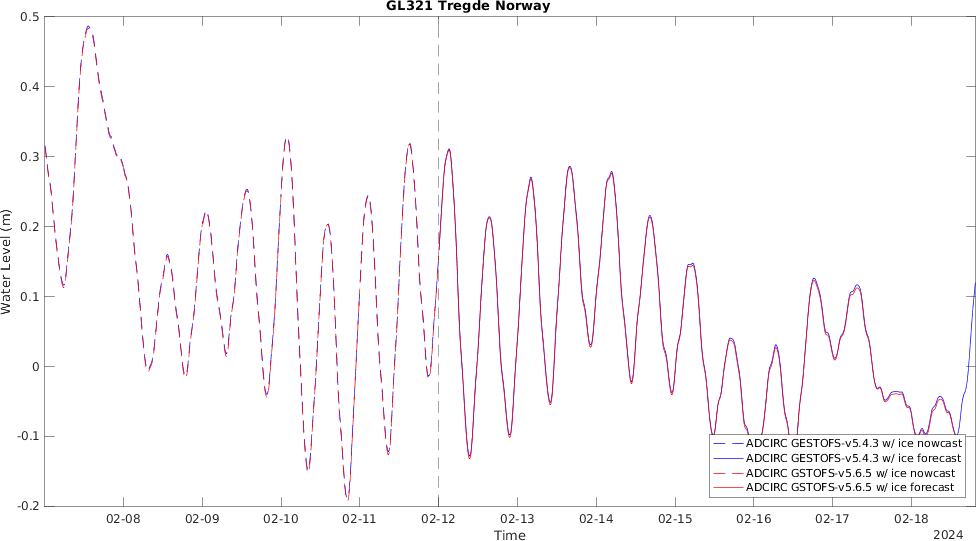 GL321 Tregde Norway
0.5
0.4
0.3
0.2
0.1
0
-0.1
-0.2
Water Level (m)
02-08 02-09 02-10 02-11 02-12 02-13 02-14 02-15 02-16 02-17 02-18
Time
2024
ADCIRC GESTOFS-v5.4.3 w/ ice nowcast
ADCIRC GESTOFS-v5.4.3 w/ ice forecast
ADCIRC GSTOFS-v5.6.5 w/ ice nowcast
ADCIRC GSTOFS-v5.6.5 w/ ice forecast